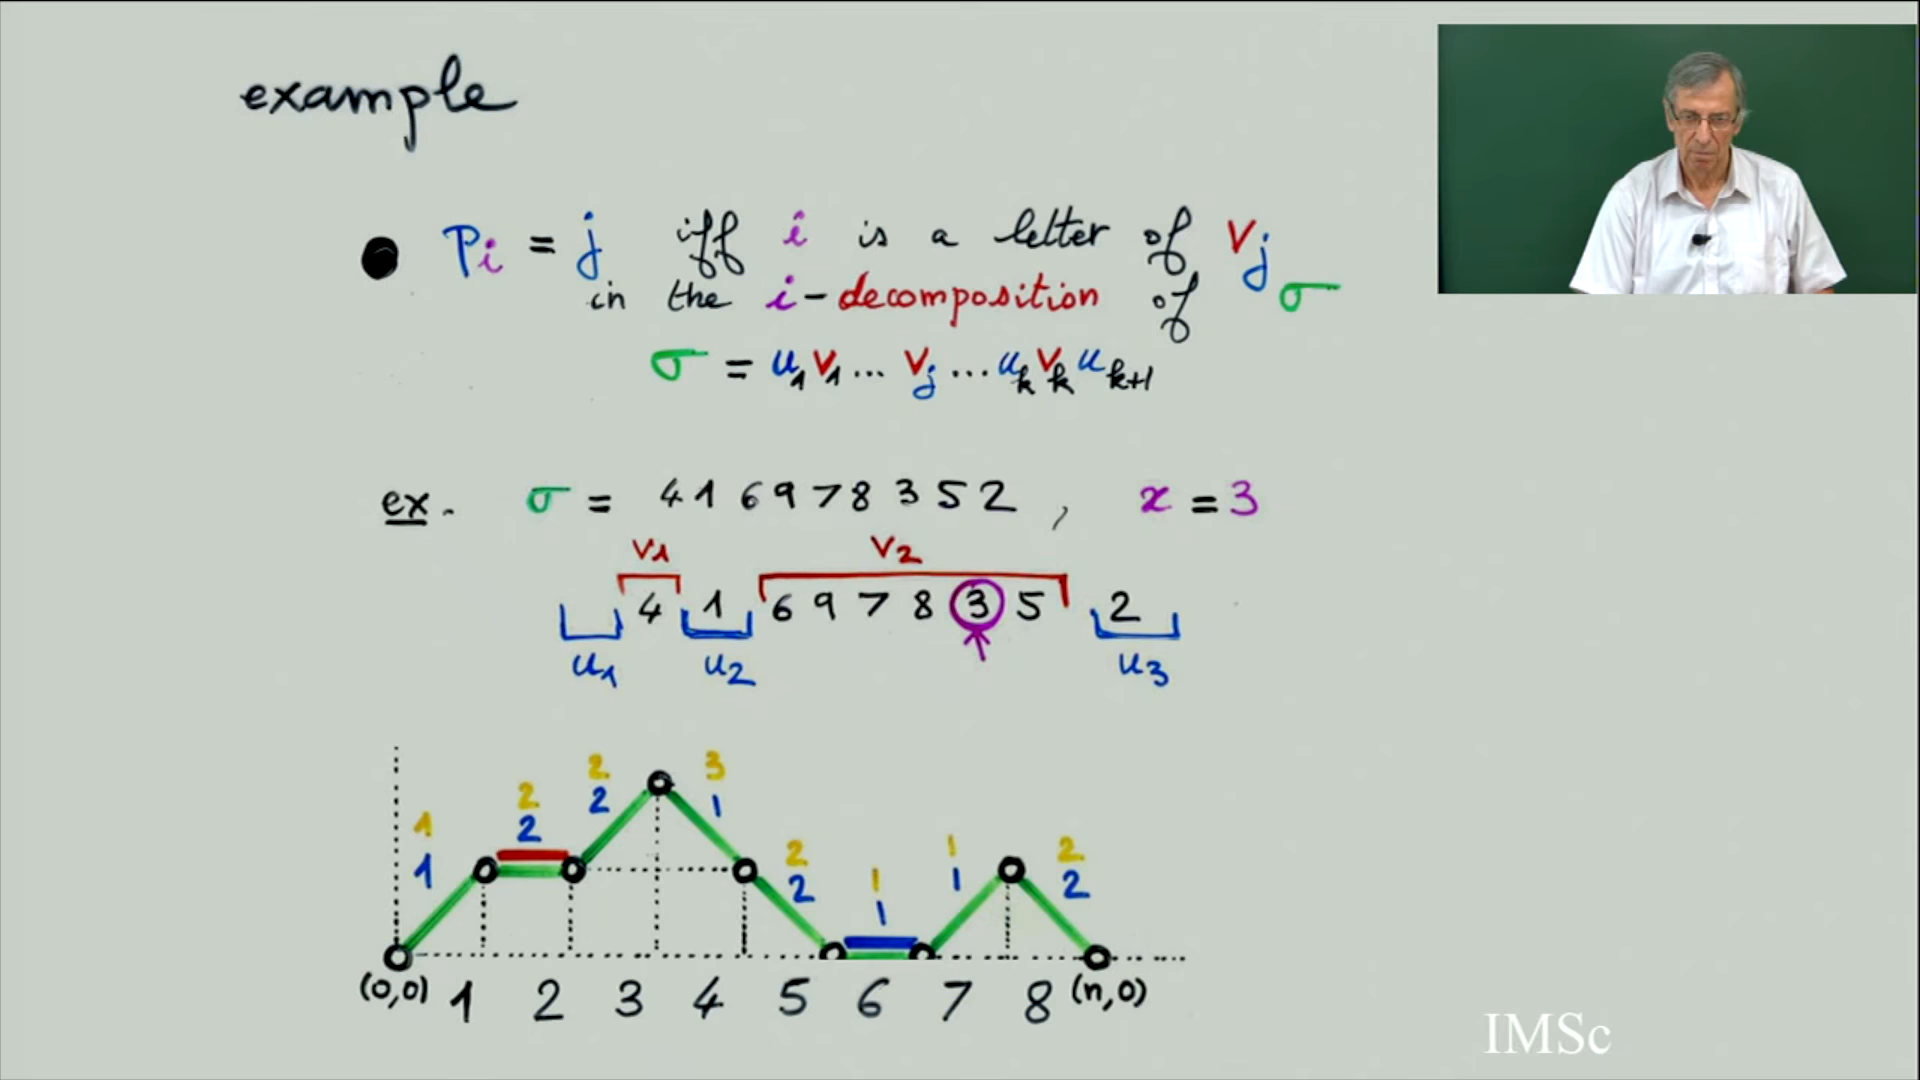 example
● Pi = j iff i is a letter of Vj
in the i-decomposition of σ
σ = u1 v1 ... vj ... uk vk uk+1
ex. σ = 4 1 6 9 7 8 3 5 2 , x = 3
v1 v2
4 1 6 9 7 8 3 5 2
u1 u2 u3
2 3
2 2 1
1 2 2 1 2
1 1 2 1 1 2
(0,0) 1 2 3 4 5 6 7 8 (n,0)
IMSc